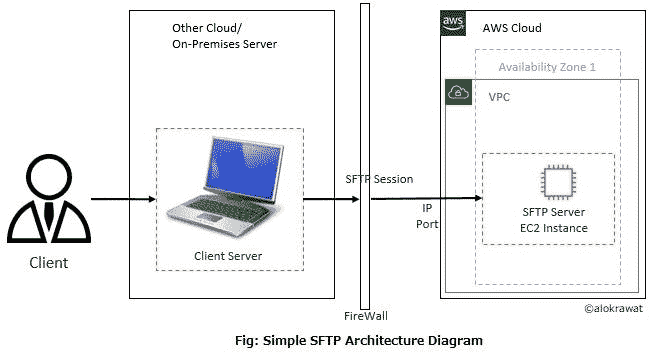 Other Cloud/
On-Premises Server
aws
AWS Cloud
Availability Zone 1
VPC
SFTP Session
IP
Port
SFTP Server
EC2 Instance
Client Server
Client
FireWall
©alokrawat
Fig: Simple SFTP Architecture Diagram